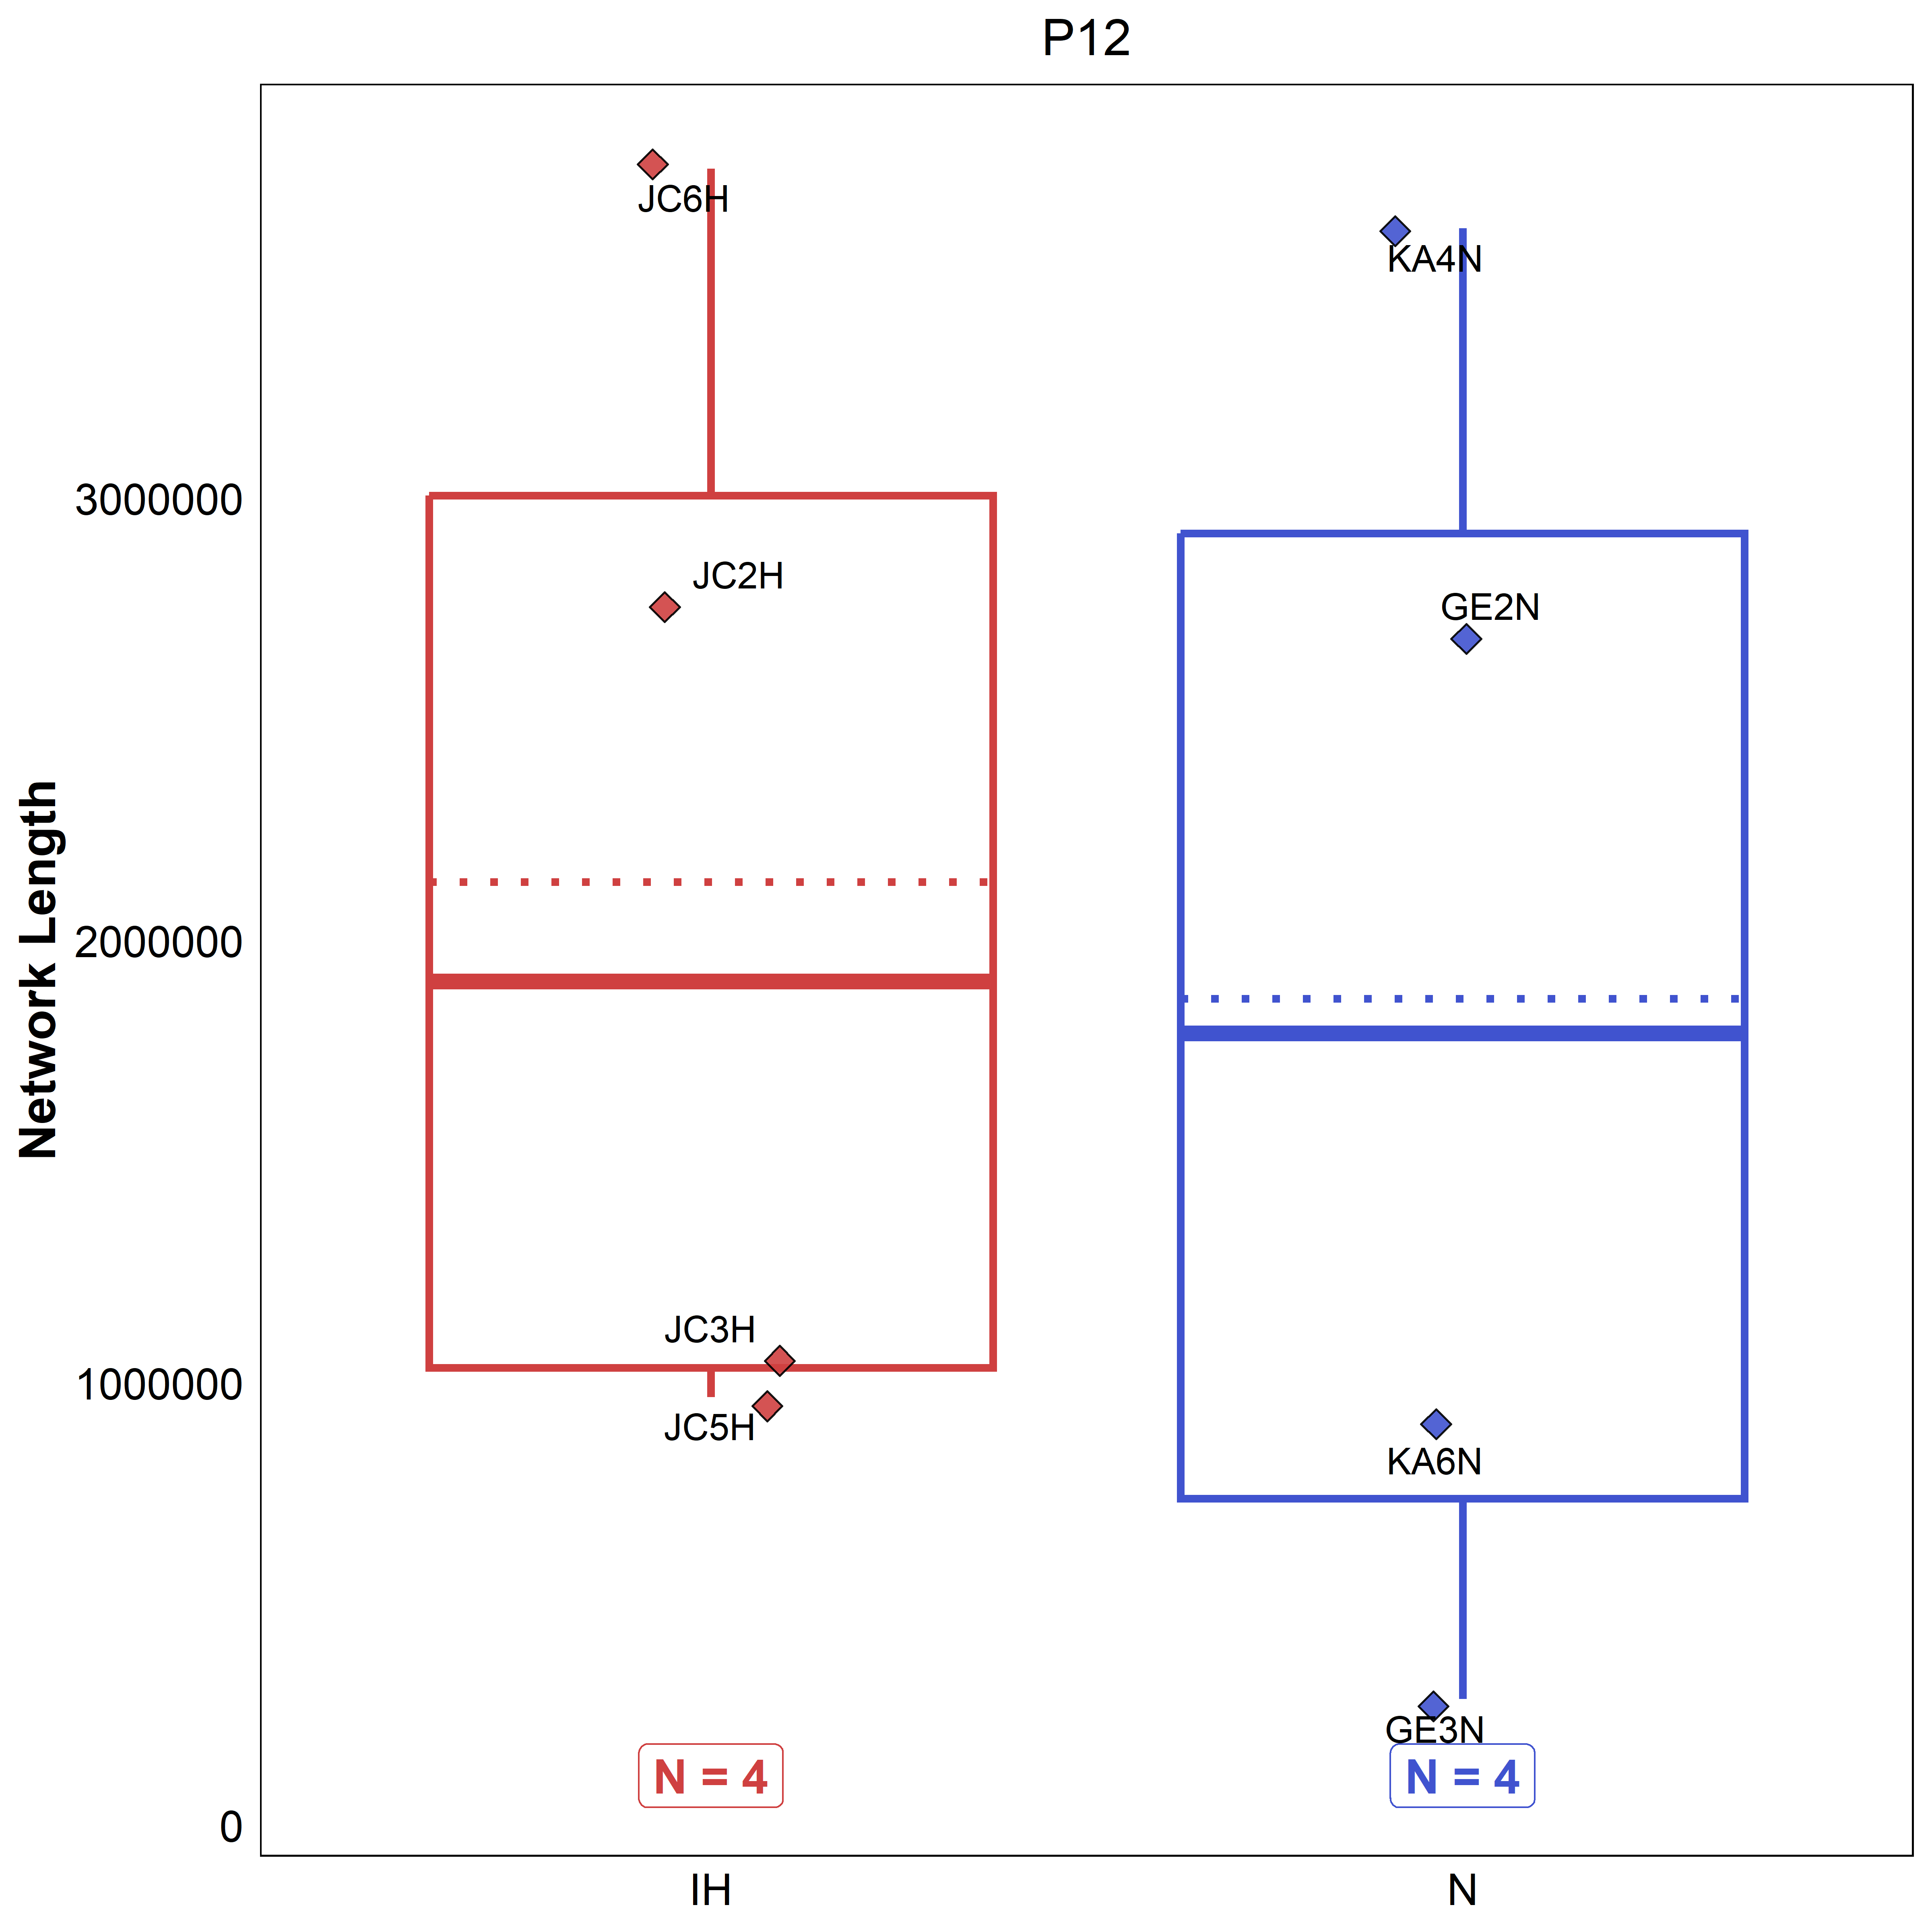 P12
Network Length
3000000
2000000
1000000
0
JC6H
KA4N
JC2H
GE2N
JC3H
JC5H
KA6N
GE3N
N = 4
N = 4
IH
N